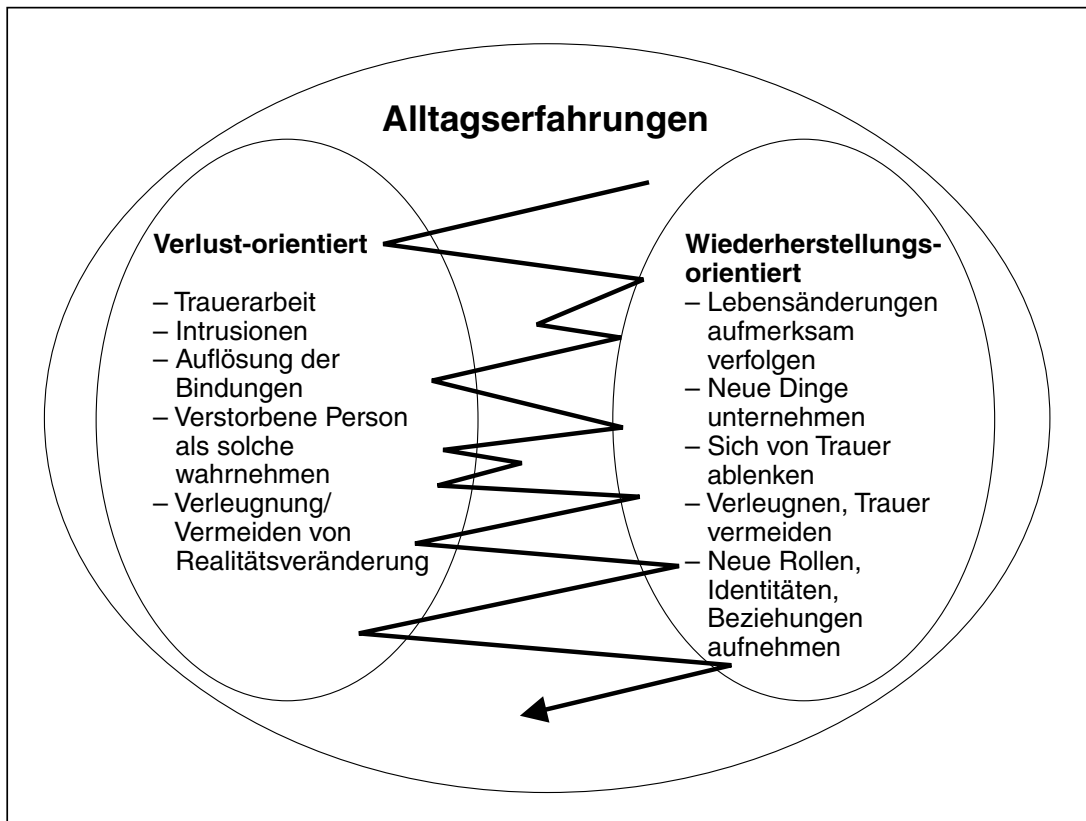 Alltagserfahrungen
Verlust-orientiert
– Trauerarbeit
– Intrusionen
– Auflösung der
Bindungen
– Verstorbene Person
als solche
wahrnehmen
– Verleugnung/
Vermeiden von
Realitätsveränderung
Wiederherstellungs-
orientiert
– Lebensänderungen
aufmerksam
verfolgen
– Neue Dinge
unternehmen
– Sich von Trauer
ablenken
– Verleugnen, Trauer
vermeiden
– Neue Rollen,
Identitäten,
Beziehungen
aufnehmen